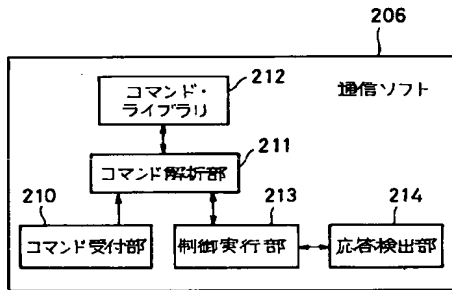 206
212
コマンド・
ライブラリ
通信ソフト
211
コマンド解析部
210
213
214
コマンド受付部
制御実行部
応答検出部